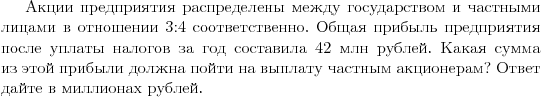 Акции предприятия распределены между государством и частными
лицами в отношении 3:4 соответственно. Общая прибыль предприятия
после уплаты налогов за год составила 42 млн рублей. Какая сумма
из этой прибыли должна пойти на выплату частным акционерам? Ответ
дайте в миллионах рублей.